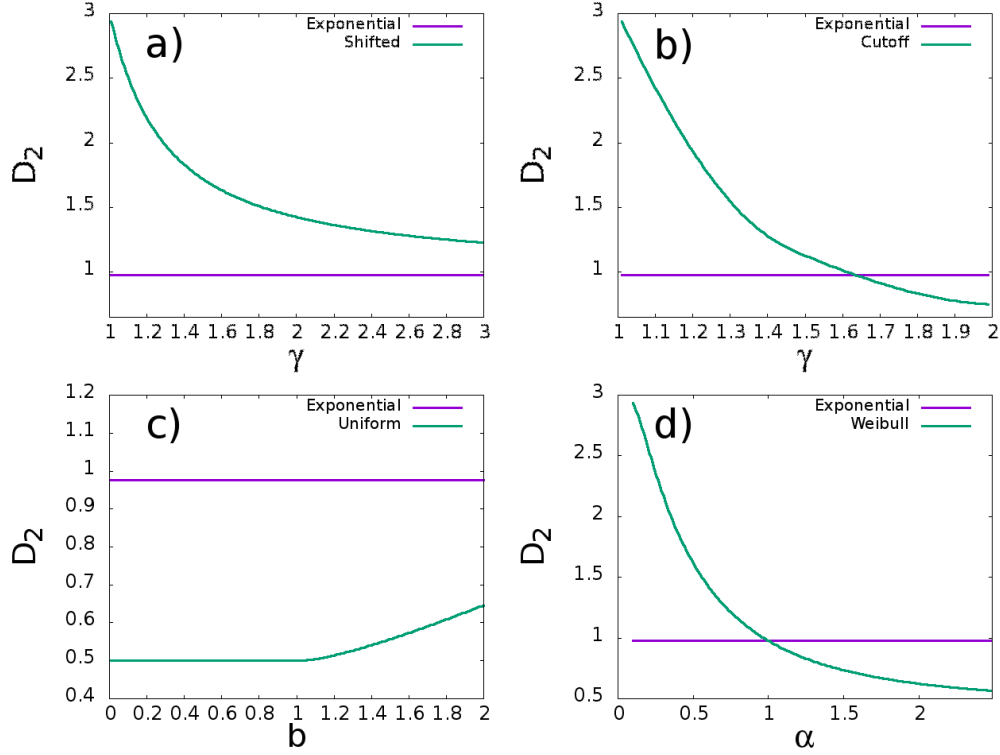 a)
Exponential
Shifted
3
2.5
2
1.5
1
D2
1 1.2 1.4 1.6 1.8 2 2.2 2.4 2.6 2.8 3
γ
b)
Exponential
Cutoff
3
2.5
2
1.5
1
D2
1 1.1 1.2 1.3 1.4 1.5 1.6 1.7 1.8 1.9 2
γ
c)
Exponential
Uniform
1.2
1.1
1
0.9
0.8
0.7
0.6
0.5
0.4
D2
0 0.2 0.4 0.6 0.8 1 1.2 1.4 1.6 1.8 2
b
d)
Exponential
Weibull
3
2.5
2
1.5
1
0.5
D2
0 0.5 1 1.5 2
α